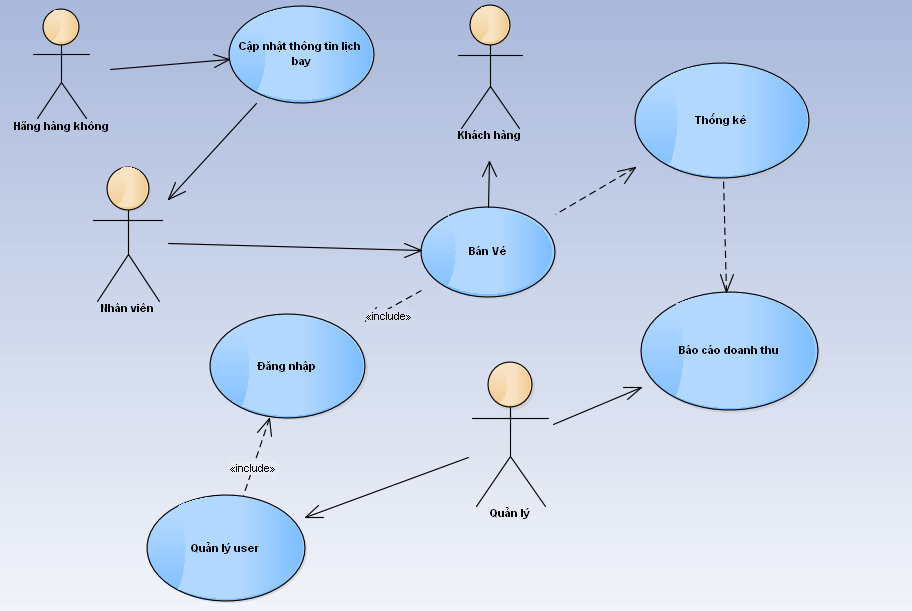 Cập nhật thông tin lịch
bay
Hãng hàng không
Khách hàng
Thống kê
Nhân viên
Bán Vé
«include»
Đăng nhập
Báo cáo doanh thu
«include»
Quản lý
Quản lý user